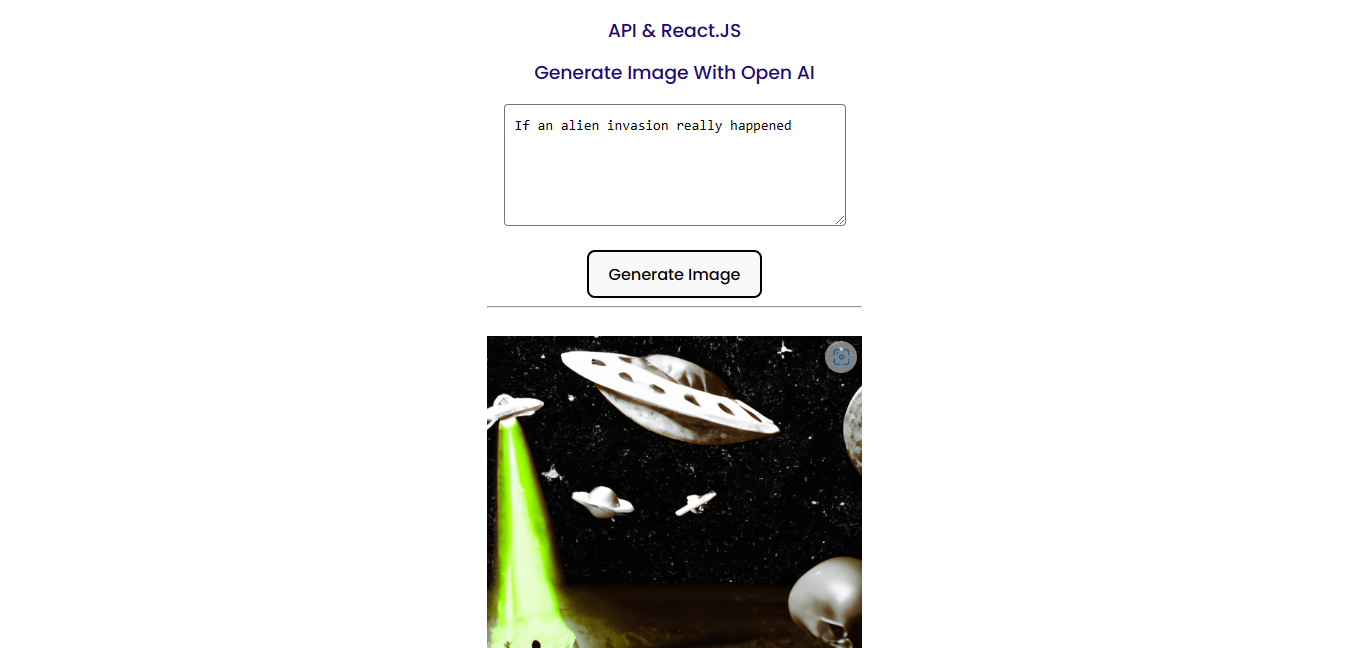 API & React.JS
Generate Image With Open AI
If an alien invasion really happened
Generate Image